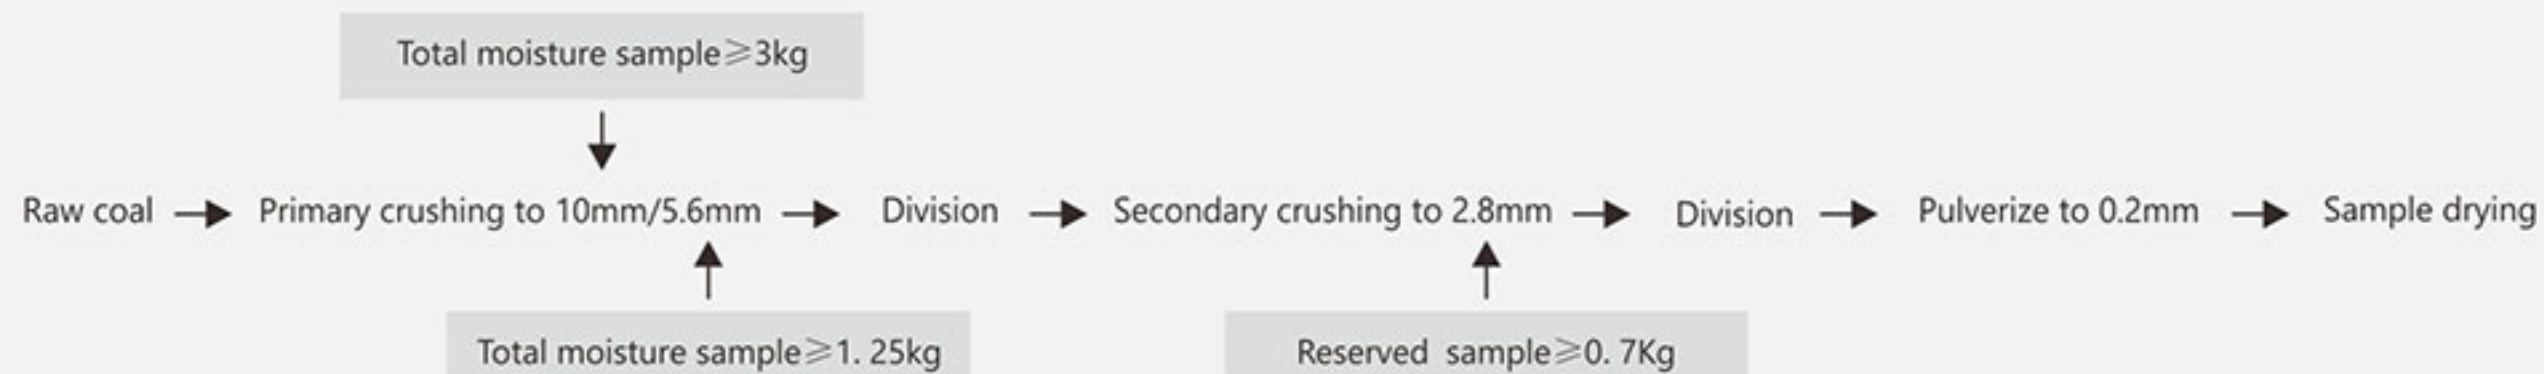 Total moisture sample⩾3kg
Raw coal → Primary crushing to 10mm/5.6mm → Division → Secondary crushing to 2.8mm → Division → Pulverize to 0.2mm → Sample drying
Total moisture sample⩾1. 25kg
Reserved sample⩾0. 7Kg